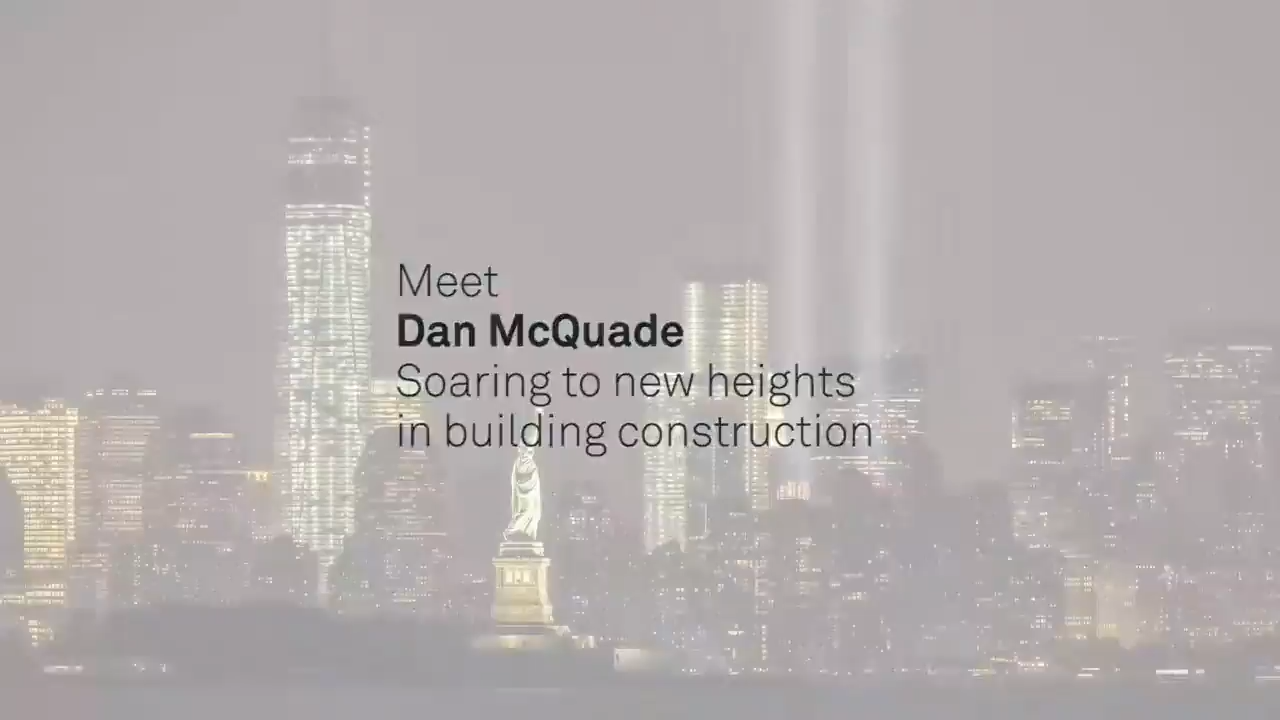 Meet
Dan McQuade
Soaring to new heights
in building construction